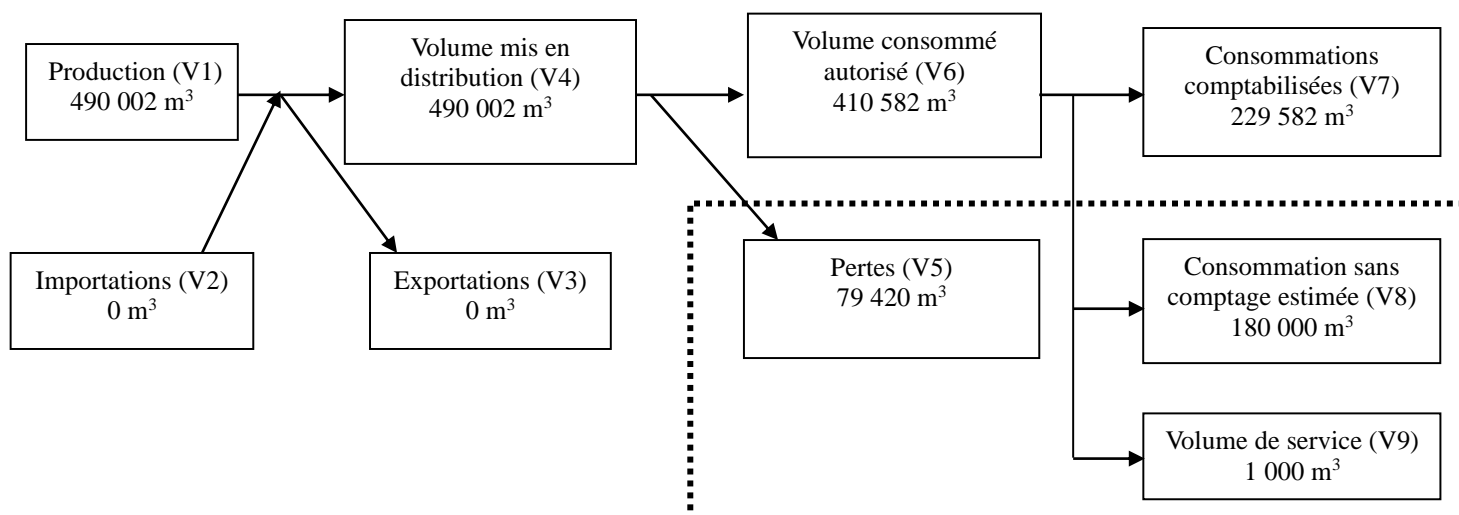 Production (V1)
490 002 m³
Volume mis en
distribution (V4)
490 002 m³
Volume consommé
autorisé (V6)
410 582 m³
Consommations
comptabilisées (V7)
229 582 m³
Importations (V2)
0 m³
Exportations (V3)
0 m³
Pertes (V5)
79 420 m³
Consommation sans
comptage estimée (V8)
180 000 m³
Volume de service (V9)
1 000 m³